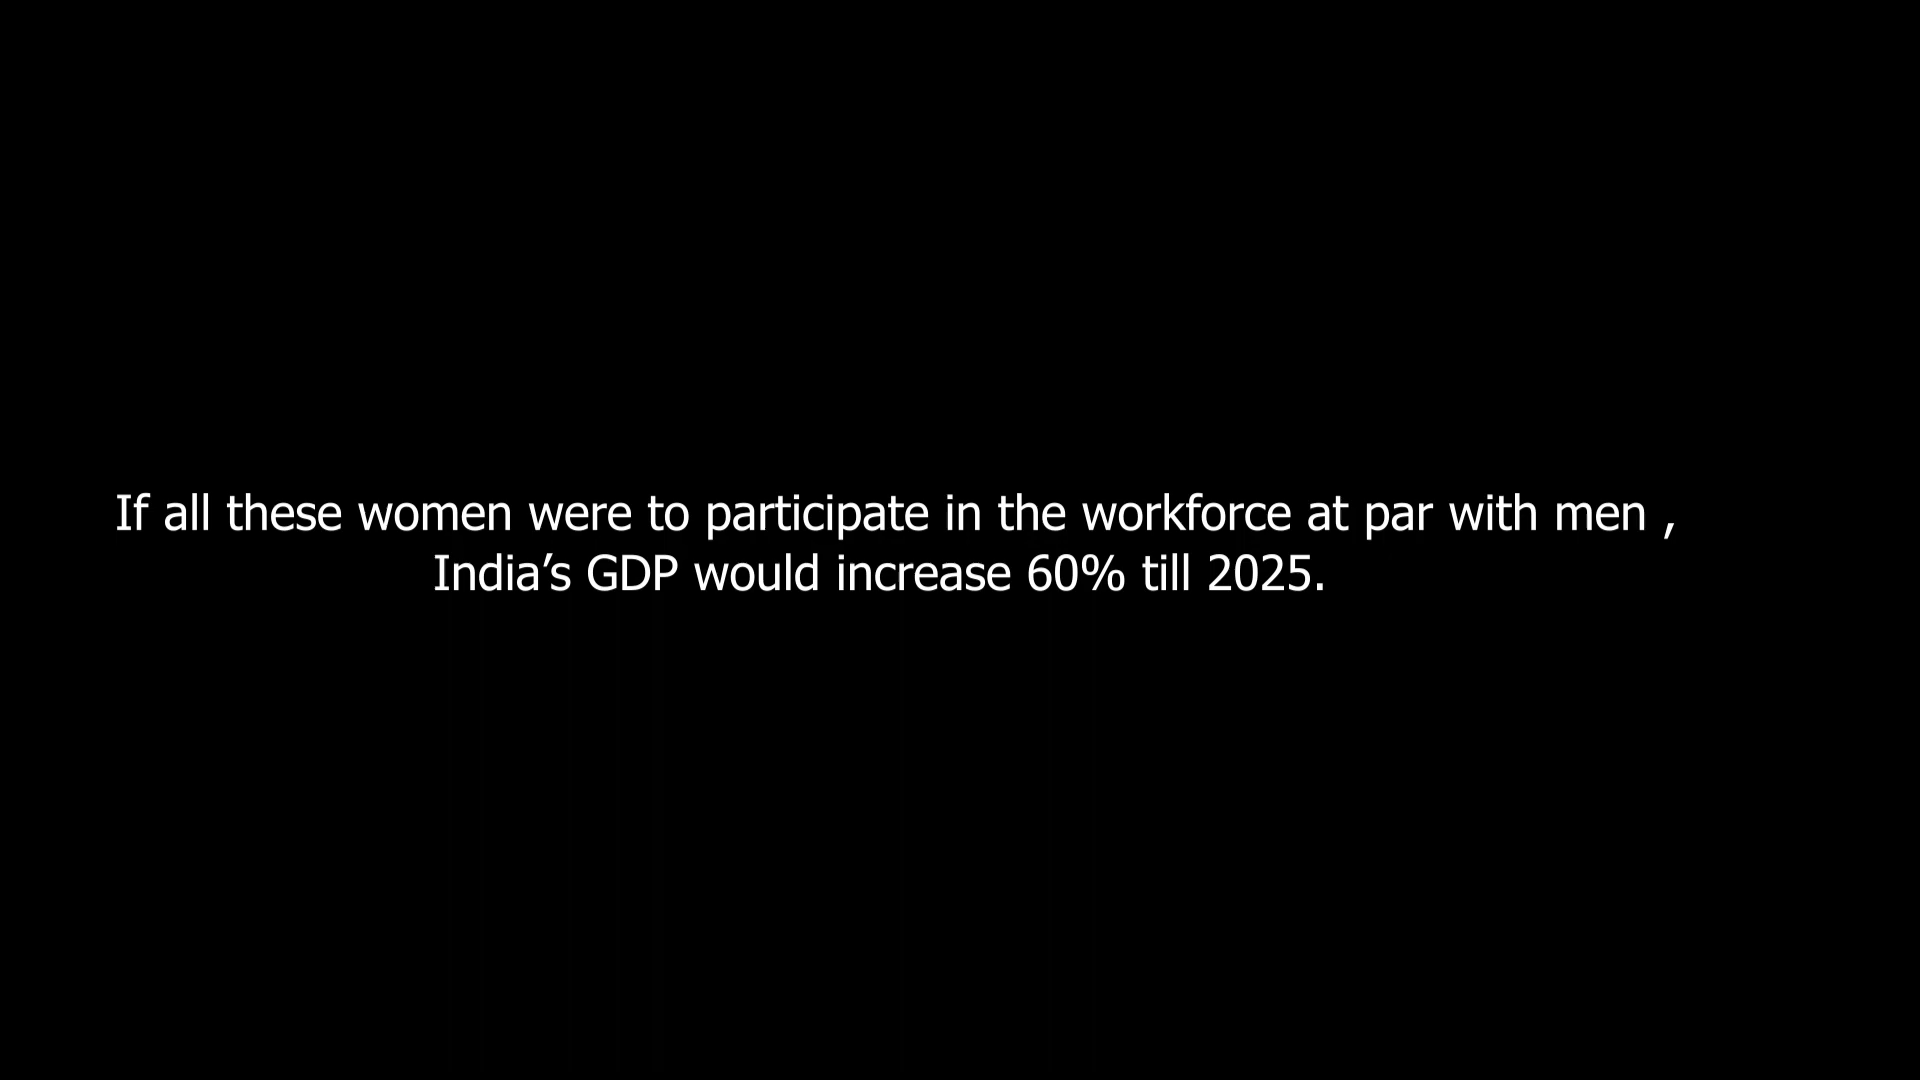 If all these women were to participate in the workforce at par with men ,
India’s GDP would increase 60% till 2025.